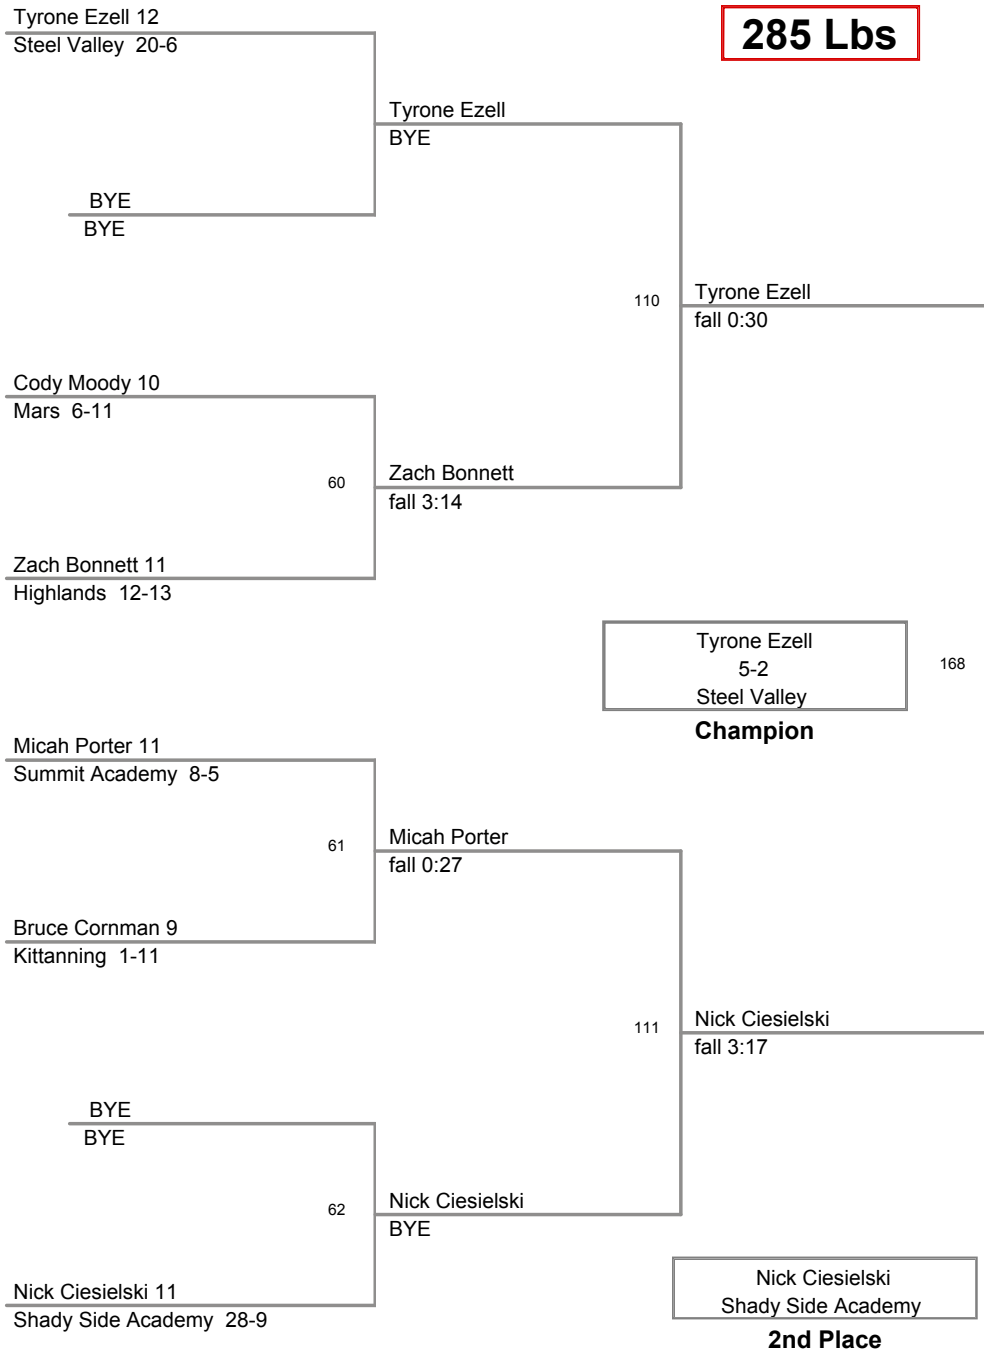 Tyrone Ezell 12
Steel Valley  20-6
285 Lbs
Tyrone Ezell
BYE
BYE
BYE
110
Tyrone Ezell
fall 0:30
Cody Moody 10
Mars  6-11
60
Zach Bonnett
fall 3:14
Zach Bonnett 11
Highlands  12-13
Tyrone Ezell
5-2
Steel Valley
168
Champion
Micah Porter 11
Summit Academy  8-5
61
Micah Porter
fall 0:27
Bruce Cornman 9
Kittanning  1-11
111
Nick Ciesielski
fall 3:17
BYE
BYE
62
Nick Ciesielski
BYE
Nick Ciesielski 11
Shady Side Academy  28-9
Nick Ciesielski
Shady Side Academy
2nd Place